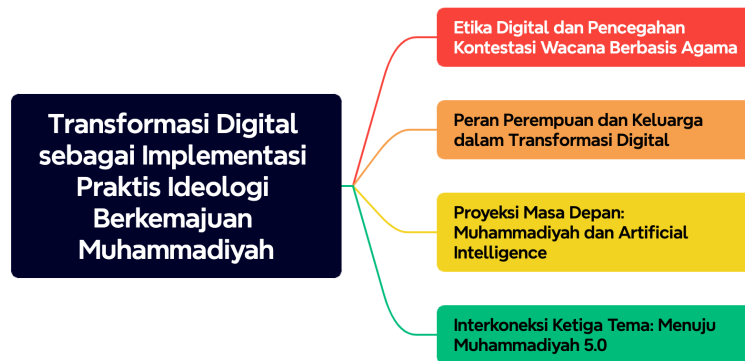 Transformasi Digital
sebagai Implementasi
Praktis Ideologi
Berkemajuan
Muhammadiyah
Etika Digital dan Pencegahan
Kontestasi Wacana Berbasis Agama
Peran Perempuan dan Keluarga
dalam Transformasi Digital
Proyeksi Masa Depan:
Muhammadiyah dan Artificial
Intelligence
Interkoneksi Ketiga Tema: Menuju
Muhammadiyah 5.0